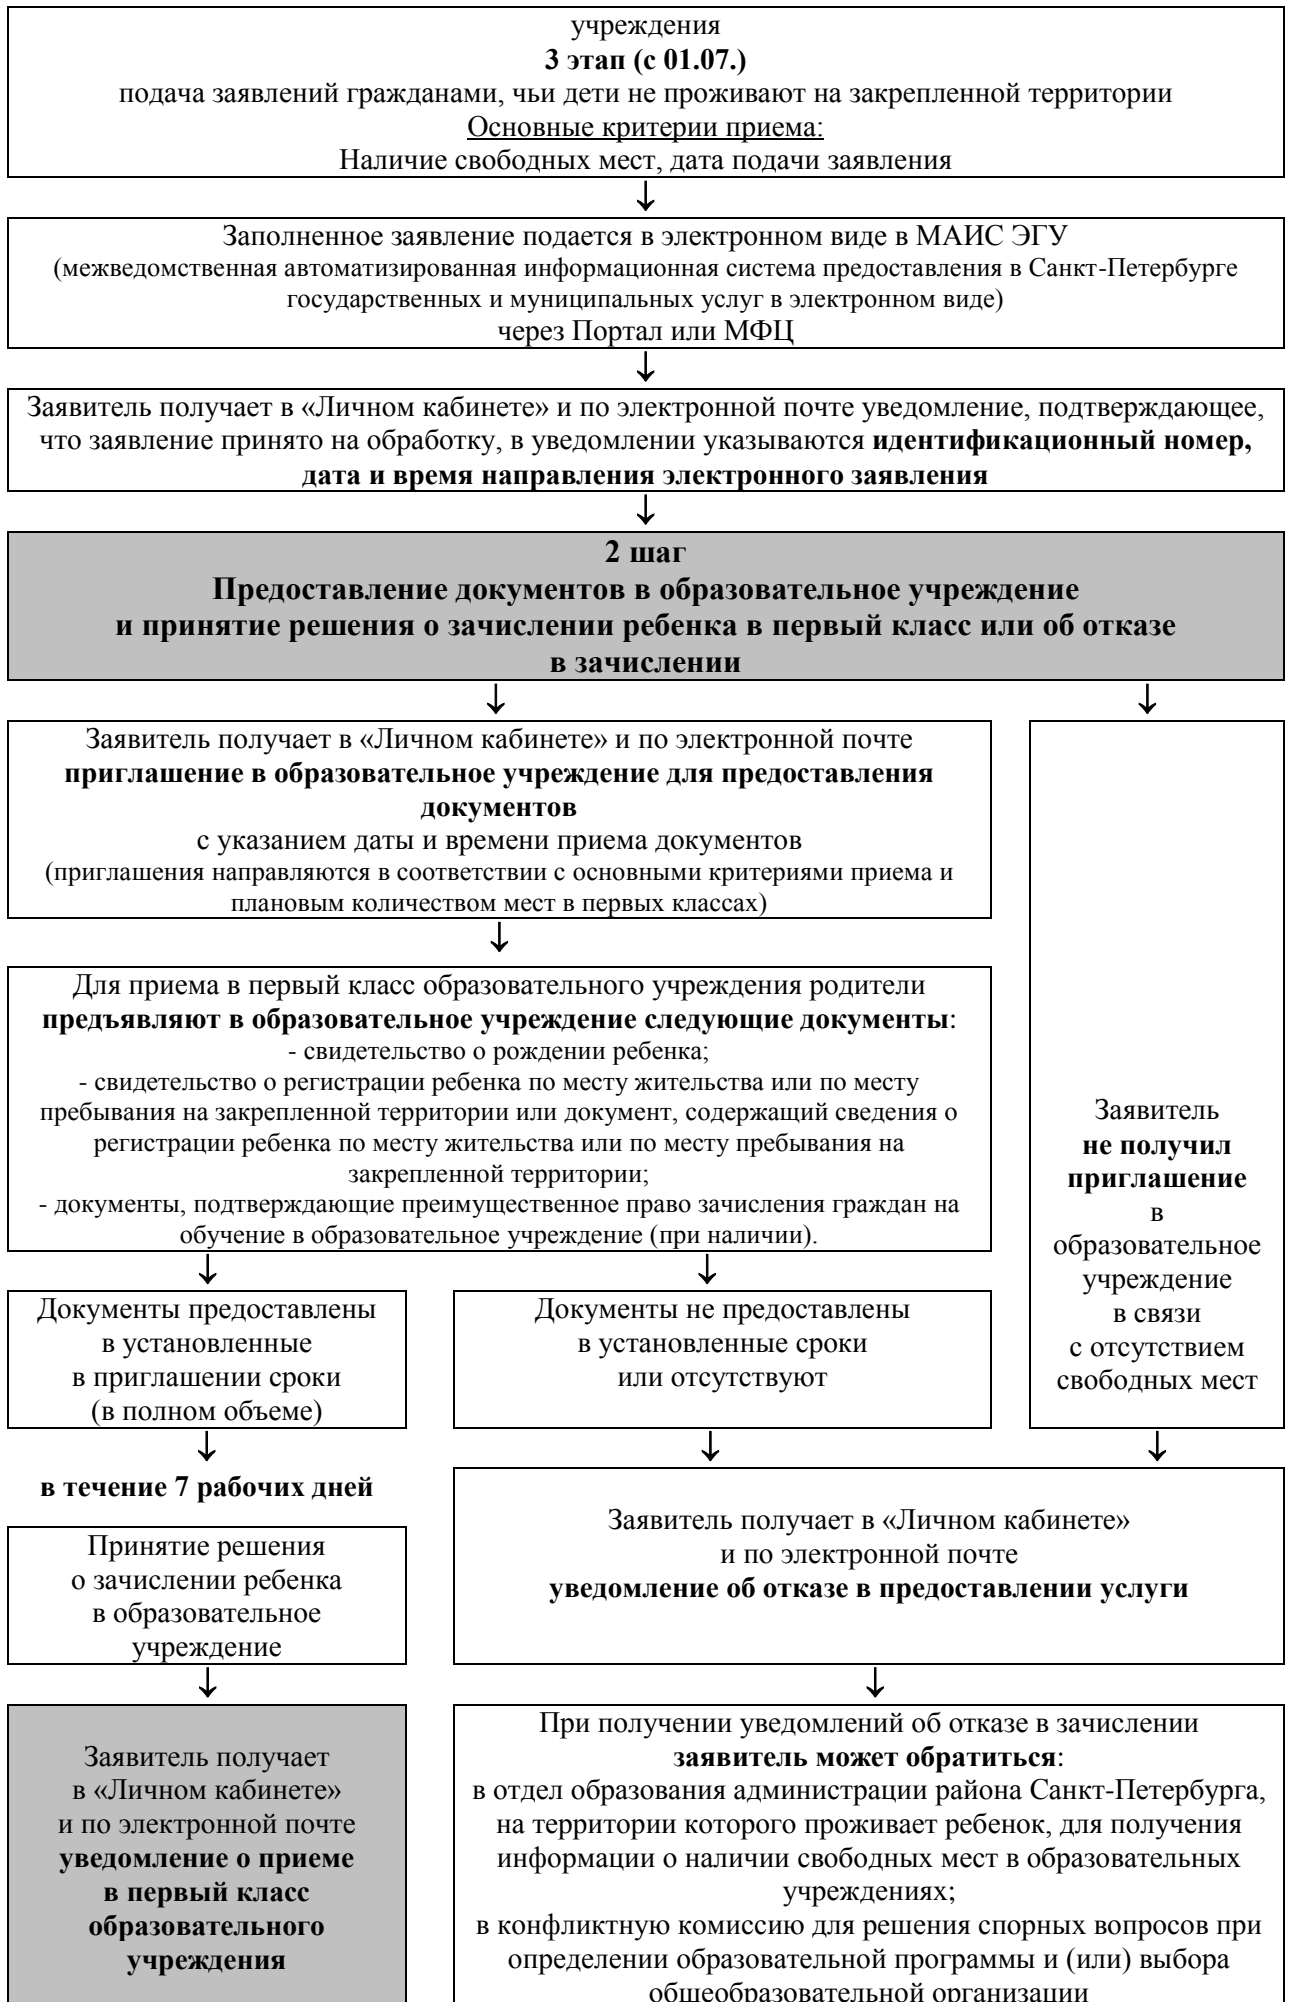 учреждения
3 этап (с 01.07.)
подача заявлений гражданами, чьи дети не проживают на закрепленной территории
Основные критерии приема:
Наличие свободных мест, дата подачи заявления
↓
Заполненное заявление подается в электронном виде в МАИС ЭГУ
(межведомственная автоматизированная информационная система предоставления в Санкт-Петербурге
государственных и муниципальных услуг в электронном виде)
через Портал или МФЦ
↓
Заявитель получает в «Личном кабинете» и по электронной почте уведомление, подтверждающее,
что заявление принято на обработку, в уведомлении указываются идентификационный номер,
дата и время направления электронного заявления
↓
2 шаг
Предоставление документов в образовательное учреждение
и принятие решения о зачислении ребенка в первый класс или об отказе
в зачислении
↓ ↓
Заявитель получает в «Личном кабинете» и по электронной почте
приглашение в образовательное учреждение для предоставления
документов
с указанием даты и времени приема документов
(приглашения направляются в соответствии с основными критериями приема и
плановым количеством мест в первых классах)
↓
Для приема в первый класс образовательного учреждения родители
предъявляют в образовательное учреждение следующие документы:
- свидетельство о рождении ребенка;
- свидетельство о регистрации ребенка по месту жительства или по месту
пребывания на закрепленной территории или документ, содержащий сведения о
регистрации ребенка по месту жительства или по месту пребывания на
закрепленной территории;
- документы, подтверждающие преимущественное право зачисления граждан на
обучение в образовательное учреждение (при наличии).
Заявитель
не получил
приглашение
в
образовательное
учреждение
в связи
с отсутствием
свободных мест
↓ ↓
Документы предоставлены
в установленные
в приглашении сроки
(в полном объеме)
Документы не предоставлены
в установленные сроки
или отсутствуют
↓ ↓ ↓
в течение 7 рабочих дней
Принятие решения
о зачислении ребенка
в образовательное
учреждение
Заявитель получает в «Личном кабинете»
и по электронной почте
уведомление об отказе в предоставлении услуги
↓ ↓
Заявитель получает
в «Личном кабинете»
и по электронной почте
уведомление о приеме
в первый класс
образовательного
учреждения
При получении уведомлений об отказе в зачислении
заявитель может обратиться:
в отдел образования администрации района Санкт-Петербурга,
на территории которого проживает ребенок, для получения
информации о наличии свободных мест в образовательных
учреждениях;
в конфликтную комиссию для решения спорных вопросов при
определении образовательной программы и (или) выбора
общеобразовательной организации